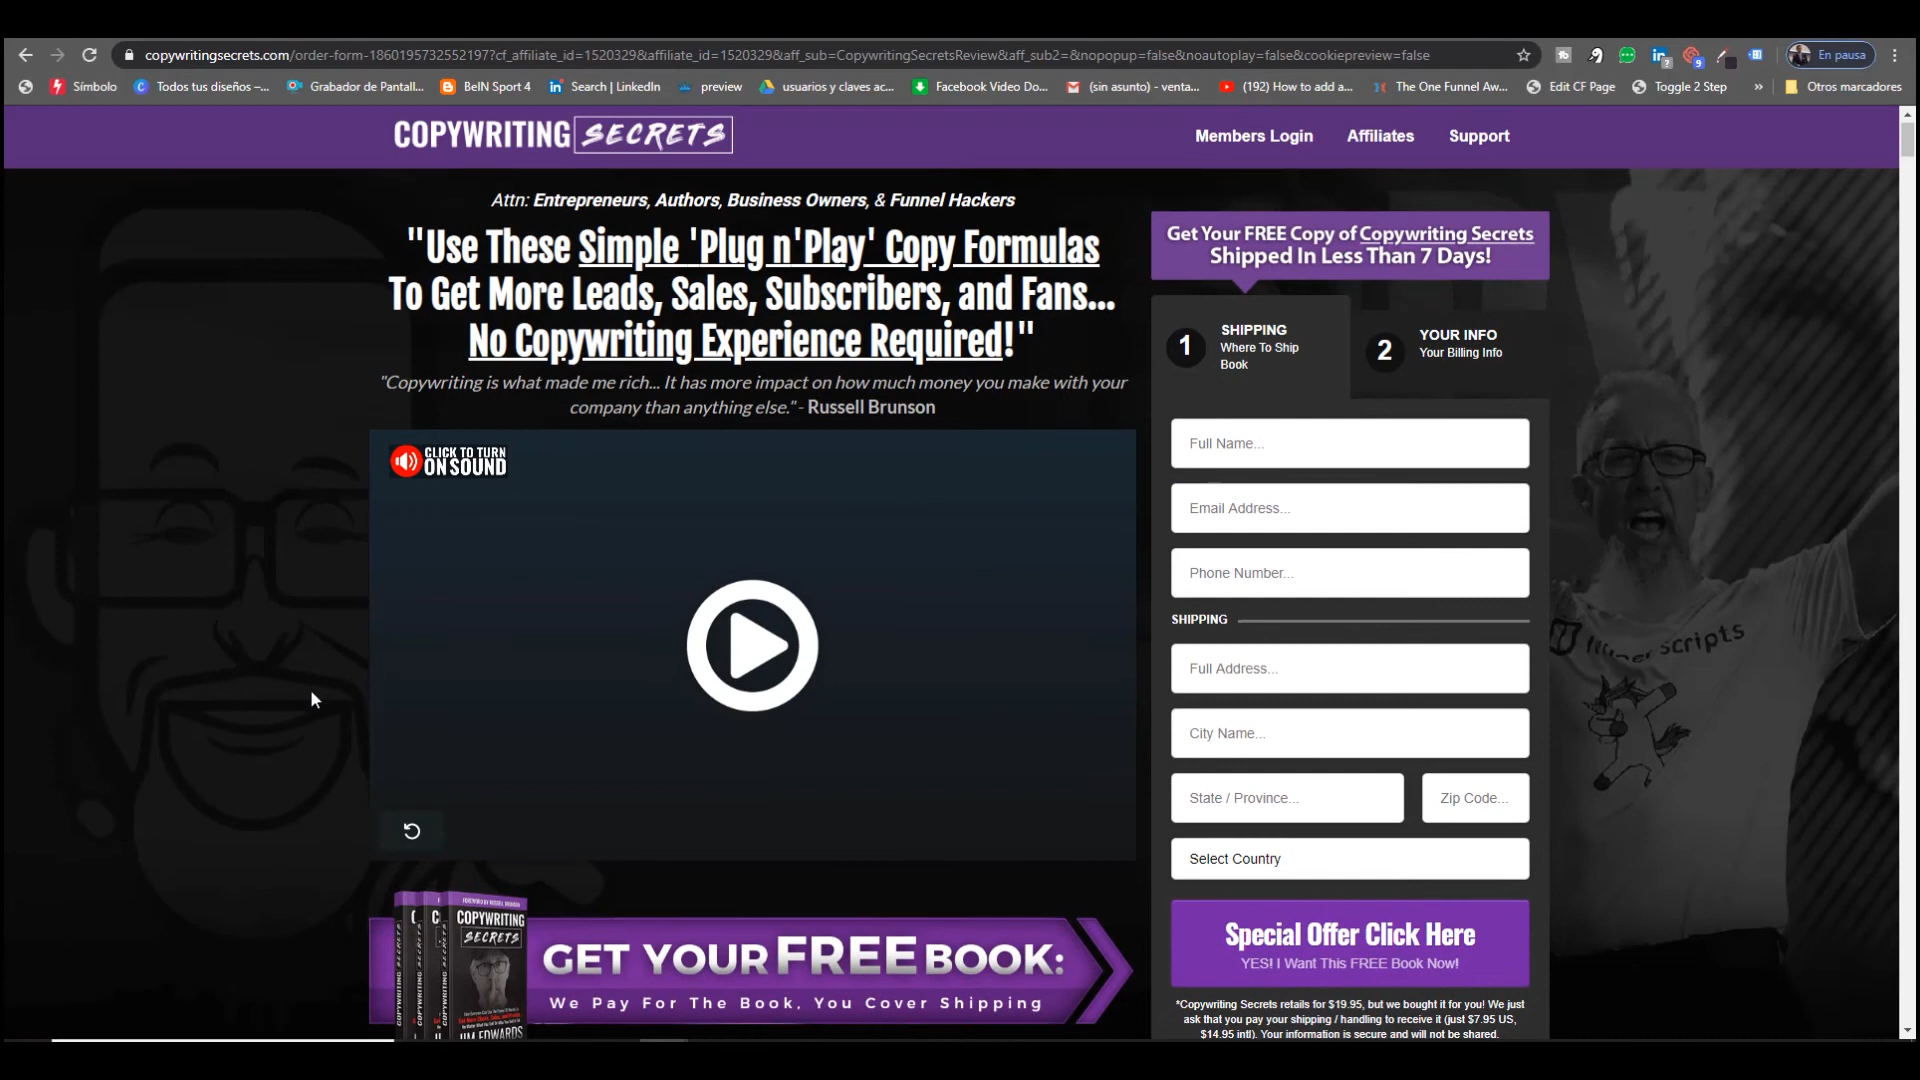 copywritingsecrets.com/order-form-1860195732552197?cf_affiliate_id=1520329&affiliate_id=1520329&aff_sub=CopywritingSecretsReview&aff_sub2=&nopopup=false&noautoplay=false&cookiepreview=false
En pausa
Símbolo
Todos tus diseños –...
Grabador de Pantall...
BeIN Sport 4
Search | LinkedIn
preview
usuarios y claves ac...
Facebook Video Do...
(sin asunto) - venta...
(192) How to add a...
The One Funnel Aw...
Edit CF Page
Toggle 2 Step
Otros marcadores
COPYWRITING SECRETS
Members Login
Affiliates
Support
Attn: Entrepreneurs, Authors, Business Owners, & Funnel Hackers
"Use These Simple 'Plug n'Play' Copy Formulas
To Get More Leads, Sales, Subscribers, and Fans...
No Copywriting Experience Required!"
"Copywriting is what made me rich... It has more impact on how much money you make with your
company than anything else." - Russell Brunson
CLICK TO TURN
ON SOUND
FOREWORD BY RUSSELL BRUNSON
COPYWRITING
SECRETS
JIM EDWARDS
GET YOUR FREE BOOK:
We Pay For The Book, You Cover Shipping
Get Your FREE Copy of Copywriting Secrets
Shipped In Less Than 7 Days!
1
SHIPPING
Where To Ship
Book
2
YOUR INFO
Your Billing Info
Full Name...
Email Address...
Phone Number...
SHIPPING
Full Address...
City Name...
State / Province...
Zip Code...
Select Country
Special Offer Click Here
YES! I Want This FREE Book Now!
*Copywriting Secrets retails for $19.95, but we bought it for you! We just
ask that you pay your shipping / handling to receive it (just $7.95 US,
$14.95 intl). Your information is secure and will not be shared.